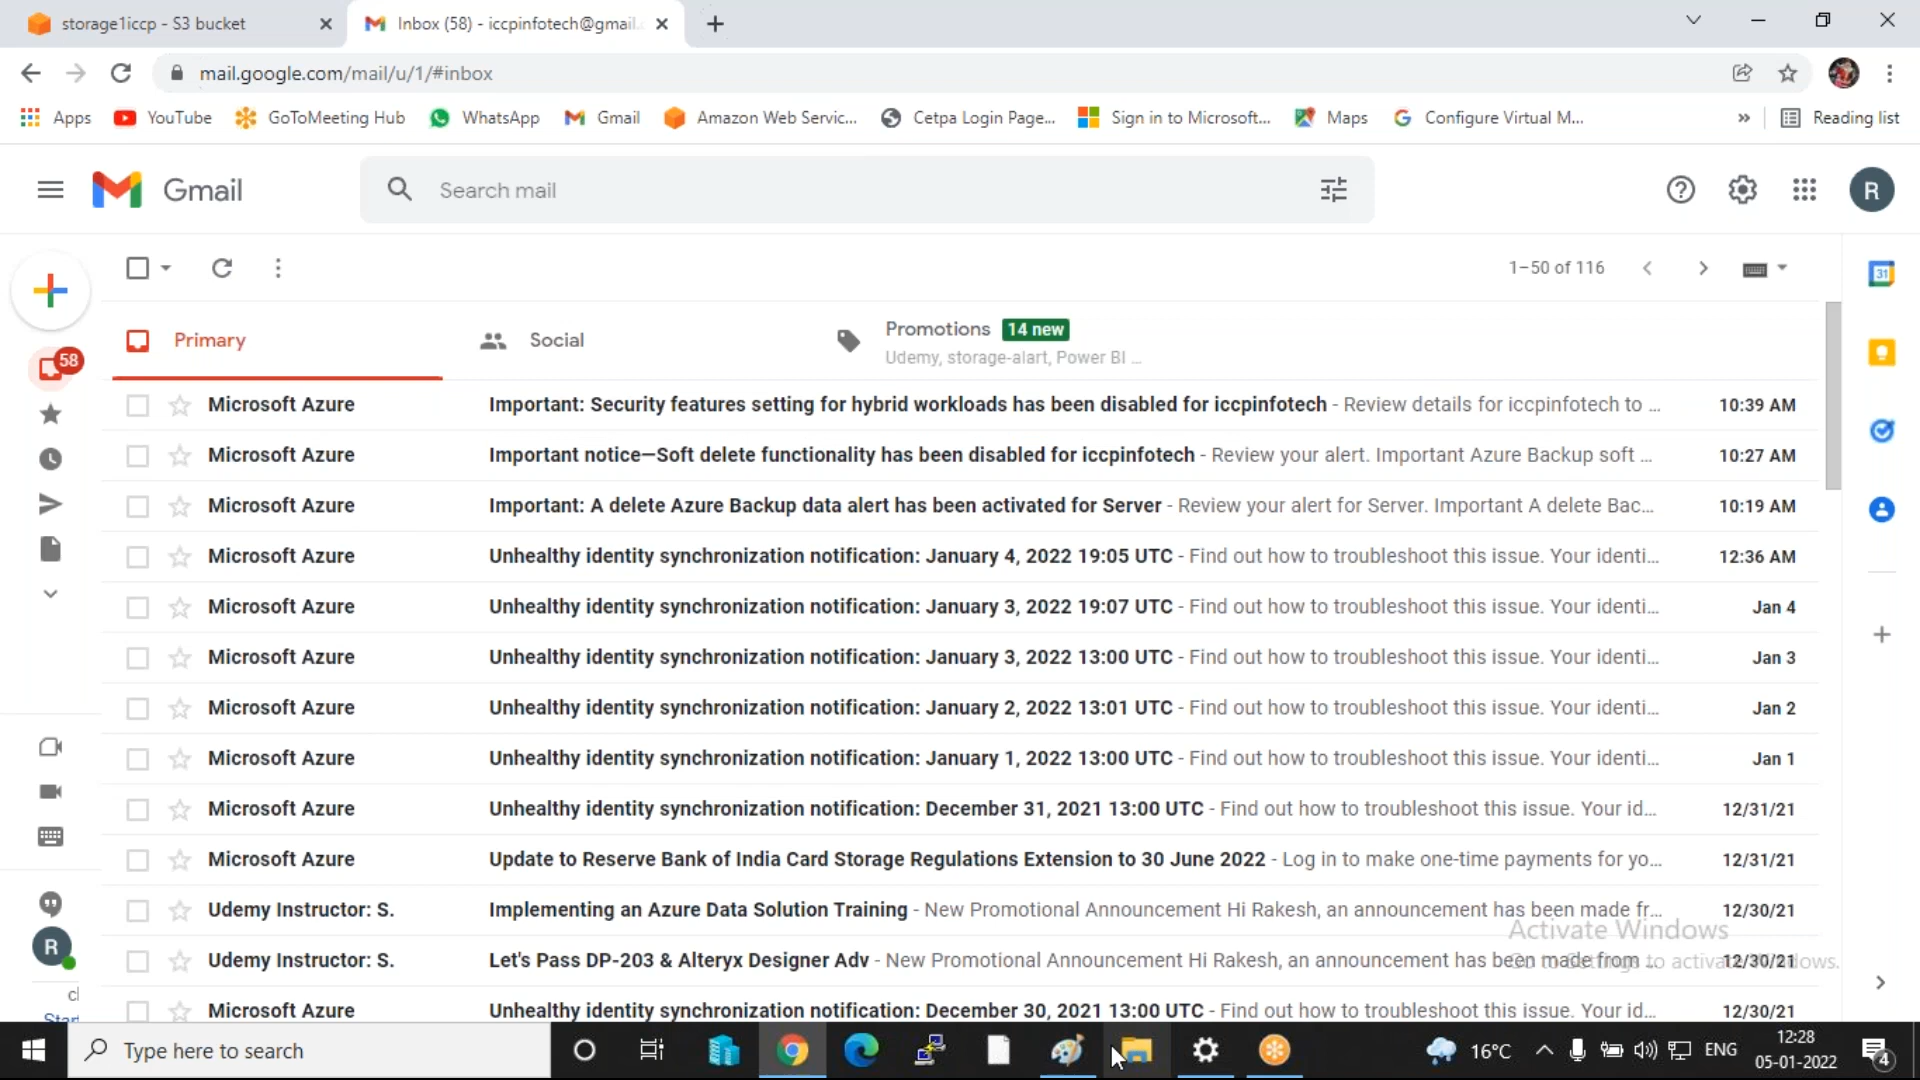 storage1iccp - S3 bucket
Inbox (58) - iccpinfotech@gmail.
mail.google.com/mail/u/1/#inbox
Apps YouTube GoToMeeting Hub WhatsApp Gmail Amazon Web Servic... Cetpa Login Page... Sign in to Microsoft... Maps Configure Virtual M... » Reading list
Gmail
Search mail
R
1–50 of 116
31
58
Primary
Social
Promotions 14 new
Udemy, storage-alart, Power BI ...
Microsoft Azure Important: Security features setting for hybrid workloads has been disabled for iccpinfotech - Review details for iccpinfotech to ... 10:39 AM
Microsoft Azure Important notice—Soft delete functionality has been disabled for iccpinfotech - Review your alert. Important Azure Backup soft ... 10:27 AM
Microsoft Azure Important: A delete Azure Backup data alert has been activated for Server - Review your alert for Server. Important A delete Bac... 10:19 AM
Microsoft Azure Unhealthy identity synchronization notification: January 4, 2022 19:05 UTC - Find out how to troubleshoot this issue. Your identi... 12:36 AM
Microsoft Azure Unhealthy identity synchronization notification: January 3, 2022 19:07 UTC - Find out how to troubleshoot this issue. Your identi... Jan 4
Microsoft Azure Unhealthy identity synchronization notification: January 3, 2022 13:00 UTC - Find out how to troubleshoot this issue. Your identi... Jan 3
Microsoft Azure Unhealthy identity synchronization notification: January 2, 2022 13:01 UTC - Find out how to troubleshoot this issue. Your identi... Jan 2
Microsoft Azure Unhealthy identity synchronization notification: January 1, 2022 13:00 UTC - Find out how to troubleshoot this issue. Your identi... Jan 1
Microsoft Azure Unhealthy identity synchronization notification: December 31, 2021 13:00 UTC - Find out how to troubleshoot this issue. Your id... 12/31/21
Microsoft Azure Update to Reserve Bank of India Card Storage Regulations Extension to 30 June 2022 - Log in to make one-time payments for yo... 12/31/21
Udemy Instructor: S. Implementing an Azure Data Solution Training - New Promotional Announcement Hi Rakesh, an announcement has been made fr... 12/30/21
Activate Windows
R
Udemy Instructor: S. Let's Pass DP-203 & Alteryx Designer Adv - New Promotional Announcement Hi Rakesh, an announcement has been made from ... 12/30/21
Go to Settings to activate Windows.
Microsoft Azure Unhealthy identity synchronization notification: December 30, 2021 13:00 UTC - Find out how to troubleshoot this issue. Your id... 12/30/21
Type here to search
16°C
ENG
12:28
05-01-2022
4